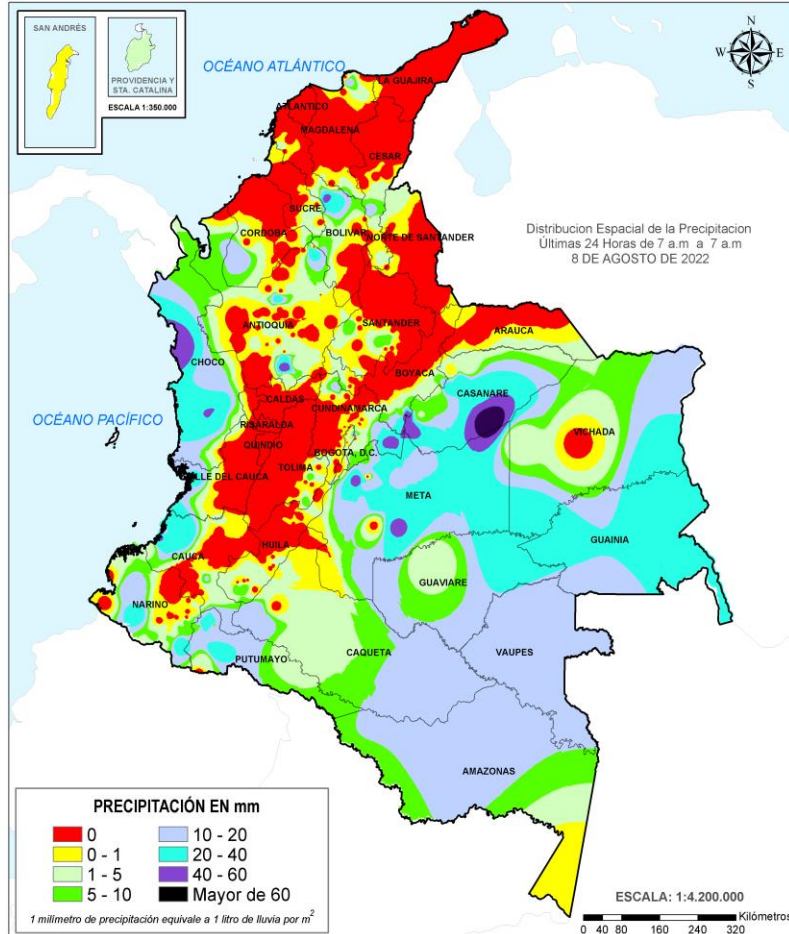 SAN ANDRÉS
PROVIDENCIA Y
STA. CATALINA
ESCALA 1:350.000
OCÉANO ATLÁNTICO
N
W E
S
LA GUAJIRA
ATLANTICO
MAGDALENA
CESAR
SUCRE
CORDOBA
BOLIVAR
NORTE DE SANTANDER
Distribucion Espacial de la Precipitacion
Últimas 24 Horas de 7 a.m a 7 a.m
8 DE AGOSTO DE 2022
ANTIOQUIA
SANTANDER
ARAUCA
CHOCO
BOYACA
CASANARE
CALDAS
CUNDINAMARCA
OCÉANO PACÍFICO
RISARALDA
VICHADA
QUINDIO
BOGOTA, D.C.
TOLIMA
LLE DEL CAUCA
META
CAUCA
HUILA
GUAINIA
GUAVIARE
NARIÑO
PUTUMAYO
CAQUETA
VAUPES
AMAZONAS
PRECIPITACIÓN EN mm
0
0 - 1
1 - 5
5 - 10
10 - 20
20 - 40
40 - 60
Mayor de 60
1 milímetro de precipitación equivale a 1 litro de lluvia por m²
ESCALA: 1:4.200.000
Kilómetros
0 40 80 160 240 320